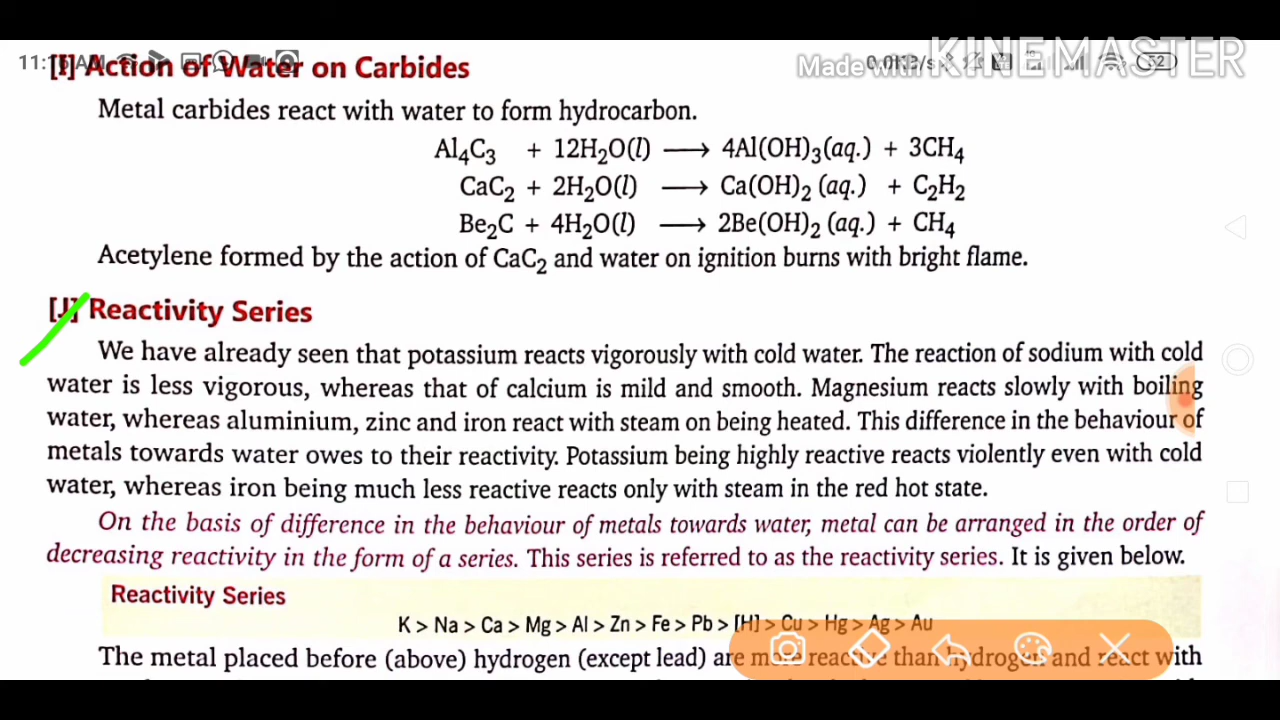 11:15 AM
0.0KB/s
52
Made with KINEMASTER
[I] Action of Water on Carbides
Metal carbides react with water to form hydrocarbon.
Al₄C₃ + 12H₂O(l) ⟶ 4Al(OH)₃(aq.) + 3CH₄
CaC₂ + 2H₂O(l) ⟶ Ca(OH)₂ (aq.) + C₂H₂
Be₂C + 4H₂O(l) ⟶ 2Be(OH)₂ (aq.) + CH₄
Acetylene formed by the action of CaC₂ and water on ignition burns with bright flame.
[J] Reactivity Series
We have already seen that potassium reacts vigorously with cold water. The reaction of sodium with cold
water is less vigorous, whereas that of calcium is mild and smooth. Magnesium reacts slowly with boiling
water, whereas aluminium, zinc and iron react with steam on being heated. This difference in the behaviour of
metals towards water owes to their reactivity. Potassium being highly reactive reacts violently even with cold
water, whereas iron being much less reactive reacts only with steam in the red hot state.
On the basis of difference in the behaviour of metals towards water, metal can be arranged in the order of
decreasing reactivity in the form of a series. This series is referred to as the reactivity series. It is given below.
Reactivity Series
K > Na > Ca > Mg > Al > Zn > Fe > Pb > [H] > Cu > Hg > Ag > Au
The metal placed before (above) hydrogen (except lead) are more reactive than hydrogen and react with